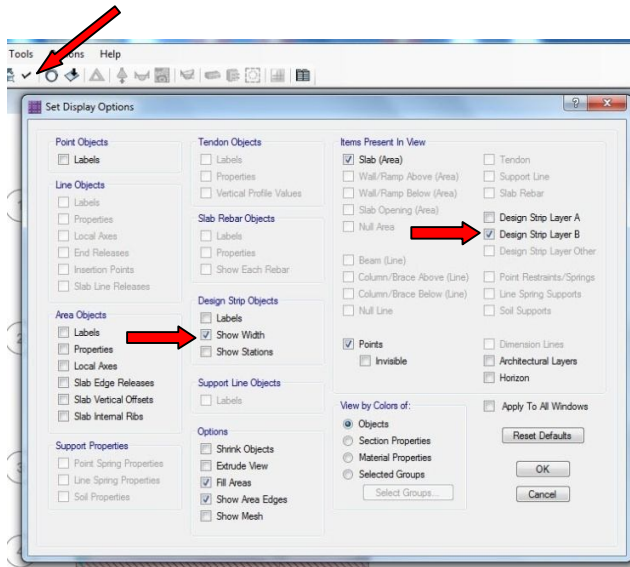 Tools
Help
Set Display Options
Point Objects
Labels
Line Objects
Labels
Properties
Local Axes
End Releases
Insertion Points
Slab Line Releases
Area Objects
Labels
Properties
Local Axes
Slab Edge Releases
Slab Vertical Offsets
Slab Internal Ribs
Support Properties
Point Spring Properties
Line Spring Properties
Soil Properties
Tendon Objects
Labels
Properties
Vertical Profile Values
Slab Rebar Objects
Labels
Properties
Show Each Rebar
Design Strip Objects
Labels
Show Width
Show Stations
Support Line Objects
Labels
Options
Shrink Objects
Extrude View
Fill Areas
Show Area Edges
Show Mesh
Items Present In View
Slab (Area)
Wall/Ramp Above (Area)
Wall/Ramp Below (Area)
Slab Opening (Area)
Null Area
Beam (Line)
Column/Brace Above (Line)
Column/Brace Below (Line)
Null Line
Points
Invisible
Tendon
Support Line
Slab Rebar
Design Strip Layer A
Design Strip Layer B
Design Strip Layer Other
Point Restraints/Springs
Line Spring Supports
Soil Supports
Dimension Lines
Architectural Layers
Horizon
View by Colors of:
Objects
Section Properties
Material Properties
Selected Groups
Select Groups...
Apply To All Windows
Reset Defaults
OK
Cancel
1
2
3
4